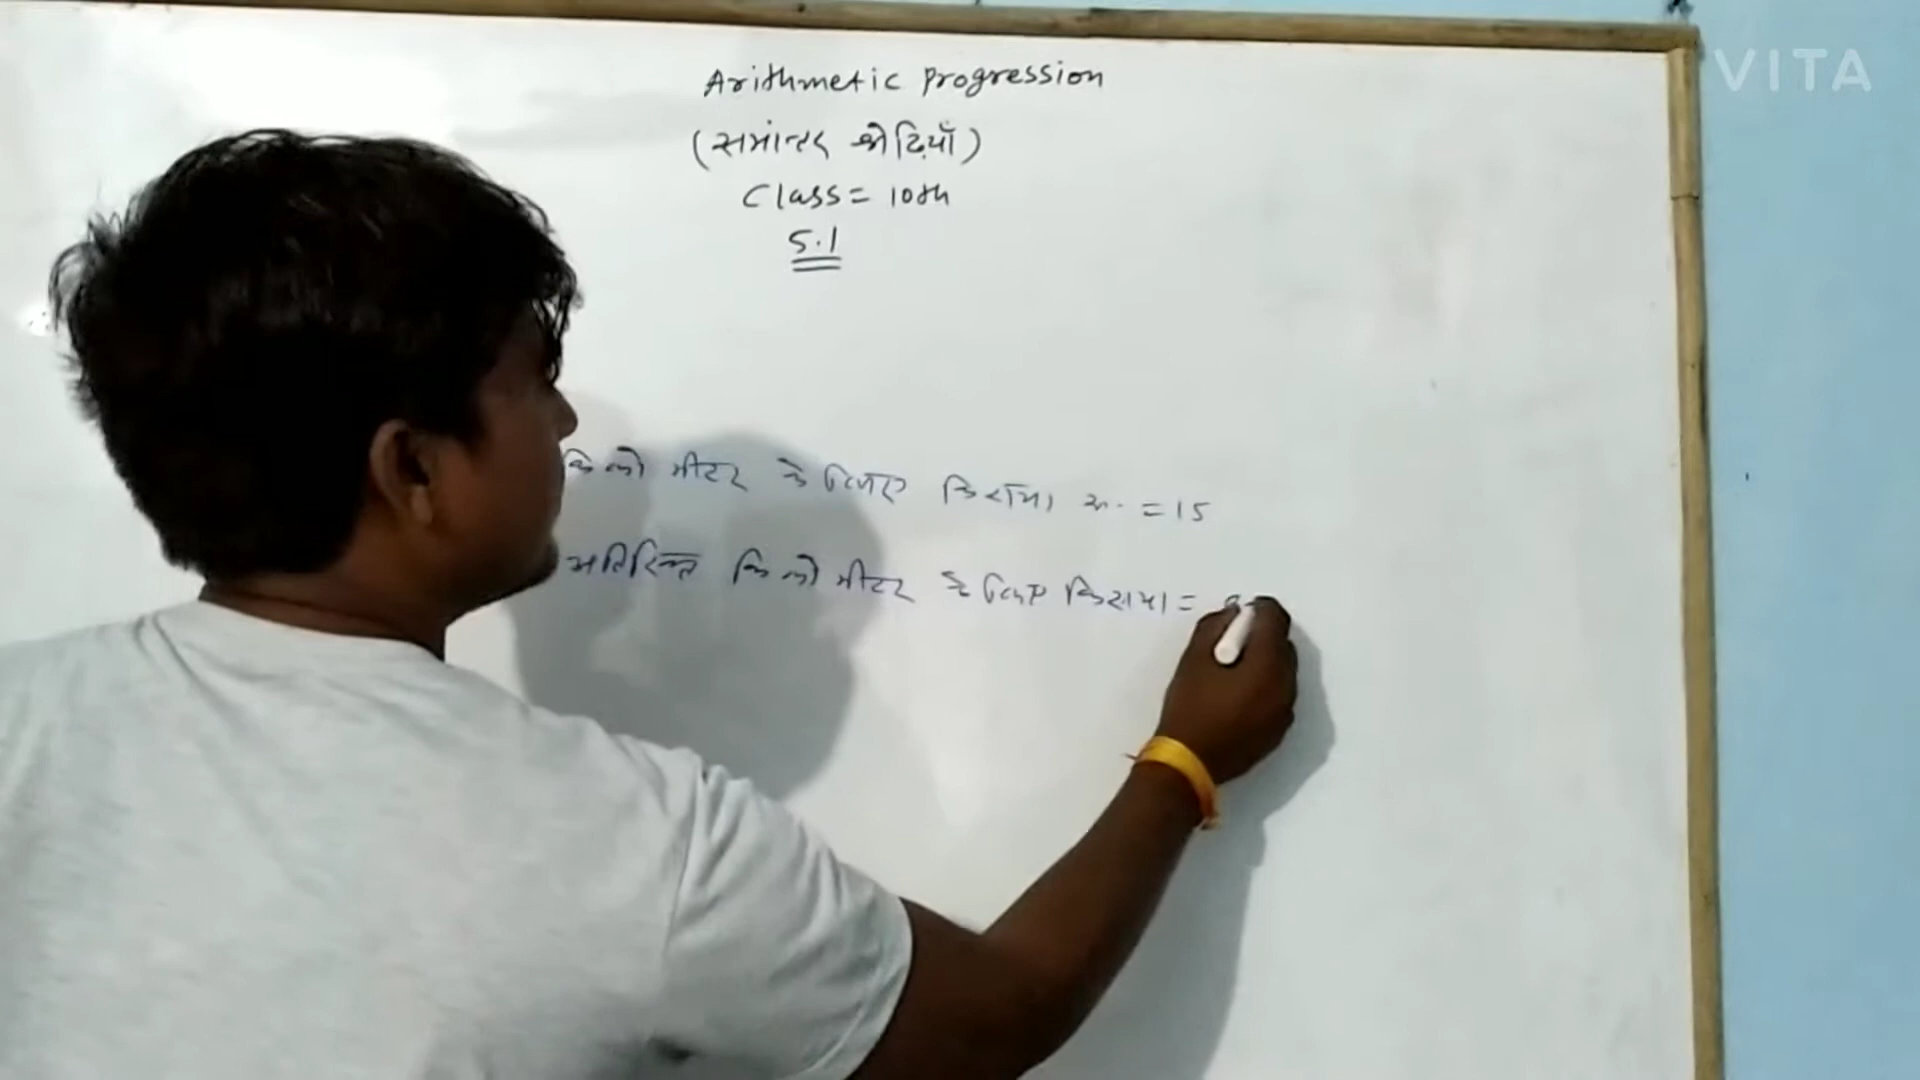 Arithmetic progression
(समांतर श्रेढ़ियाँ)
Class = 10th
5.1
किलो मीटर के लिए किराया रू. = 15
अतिरिक्त किलो मीटर के लिए किराया =
VITA